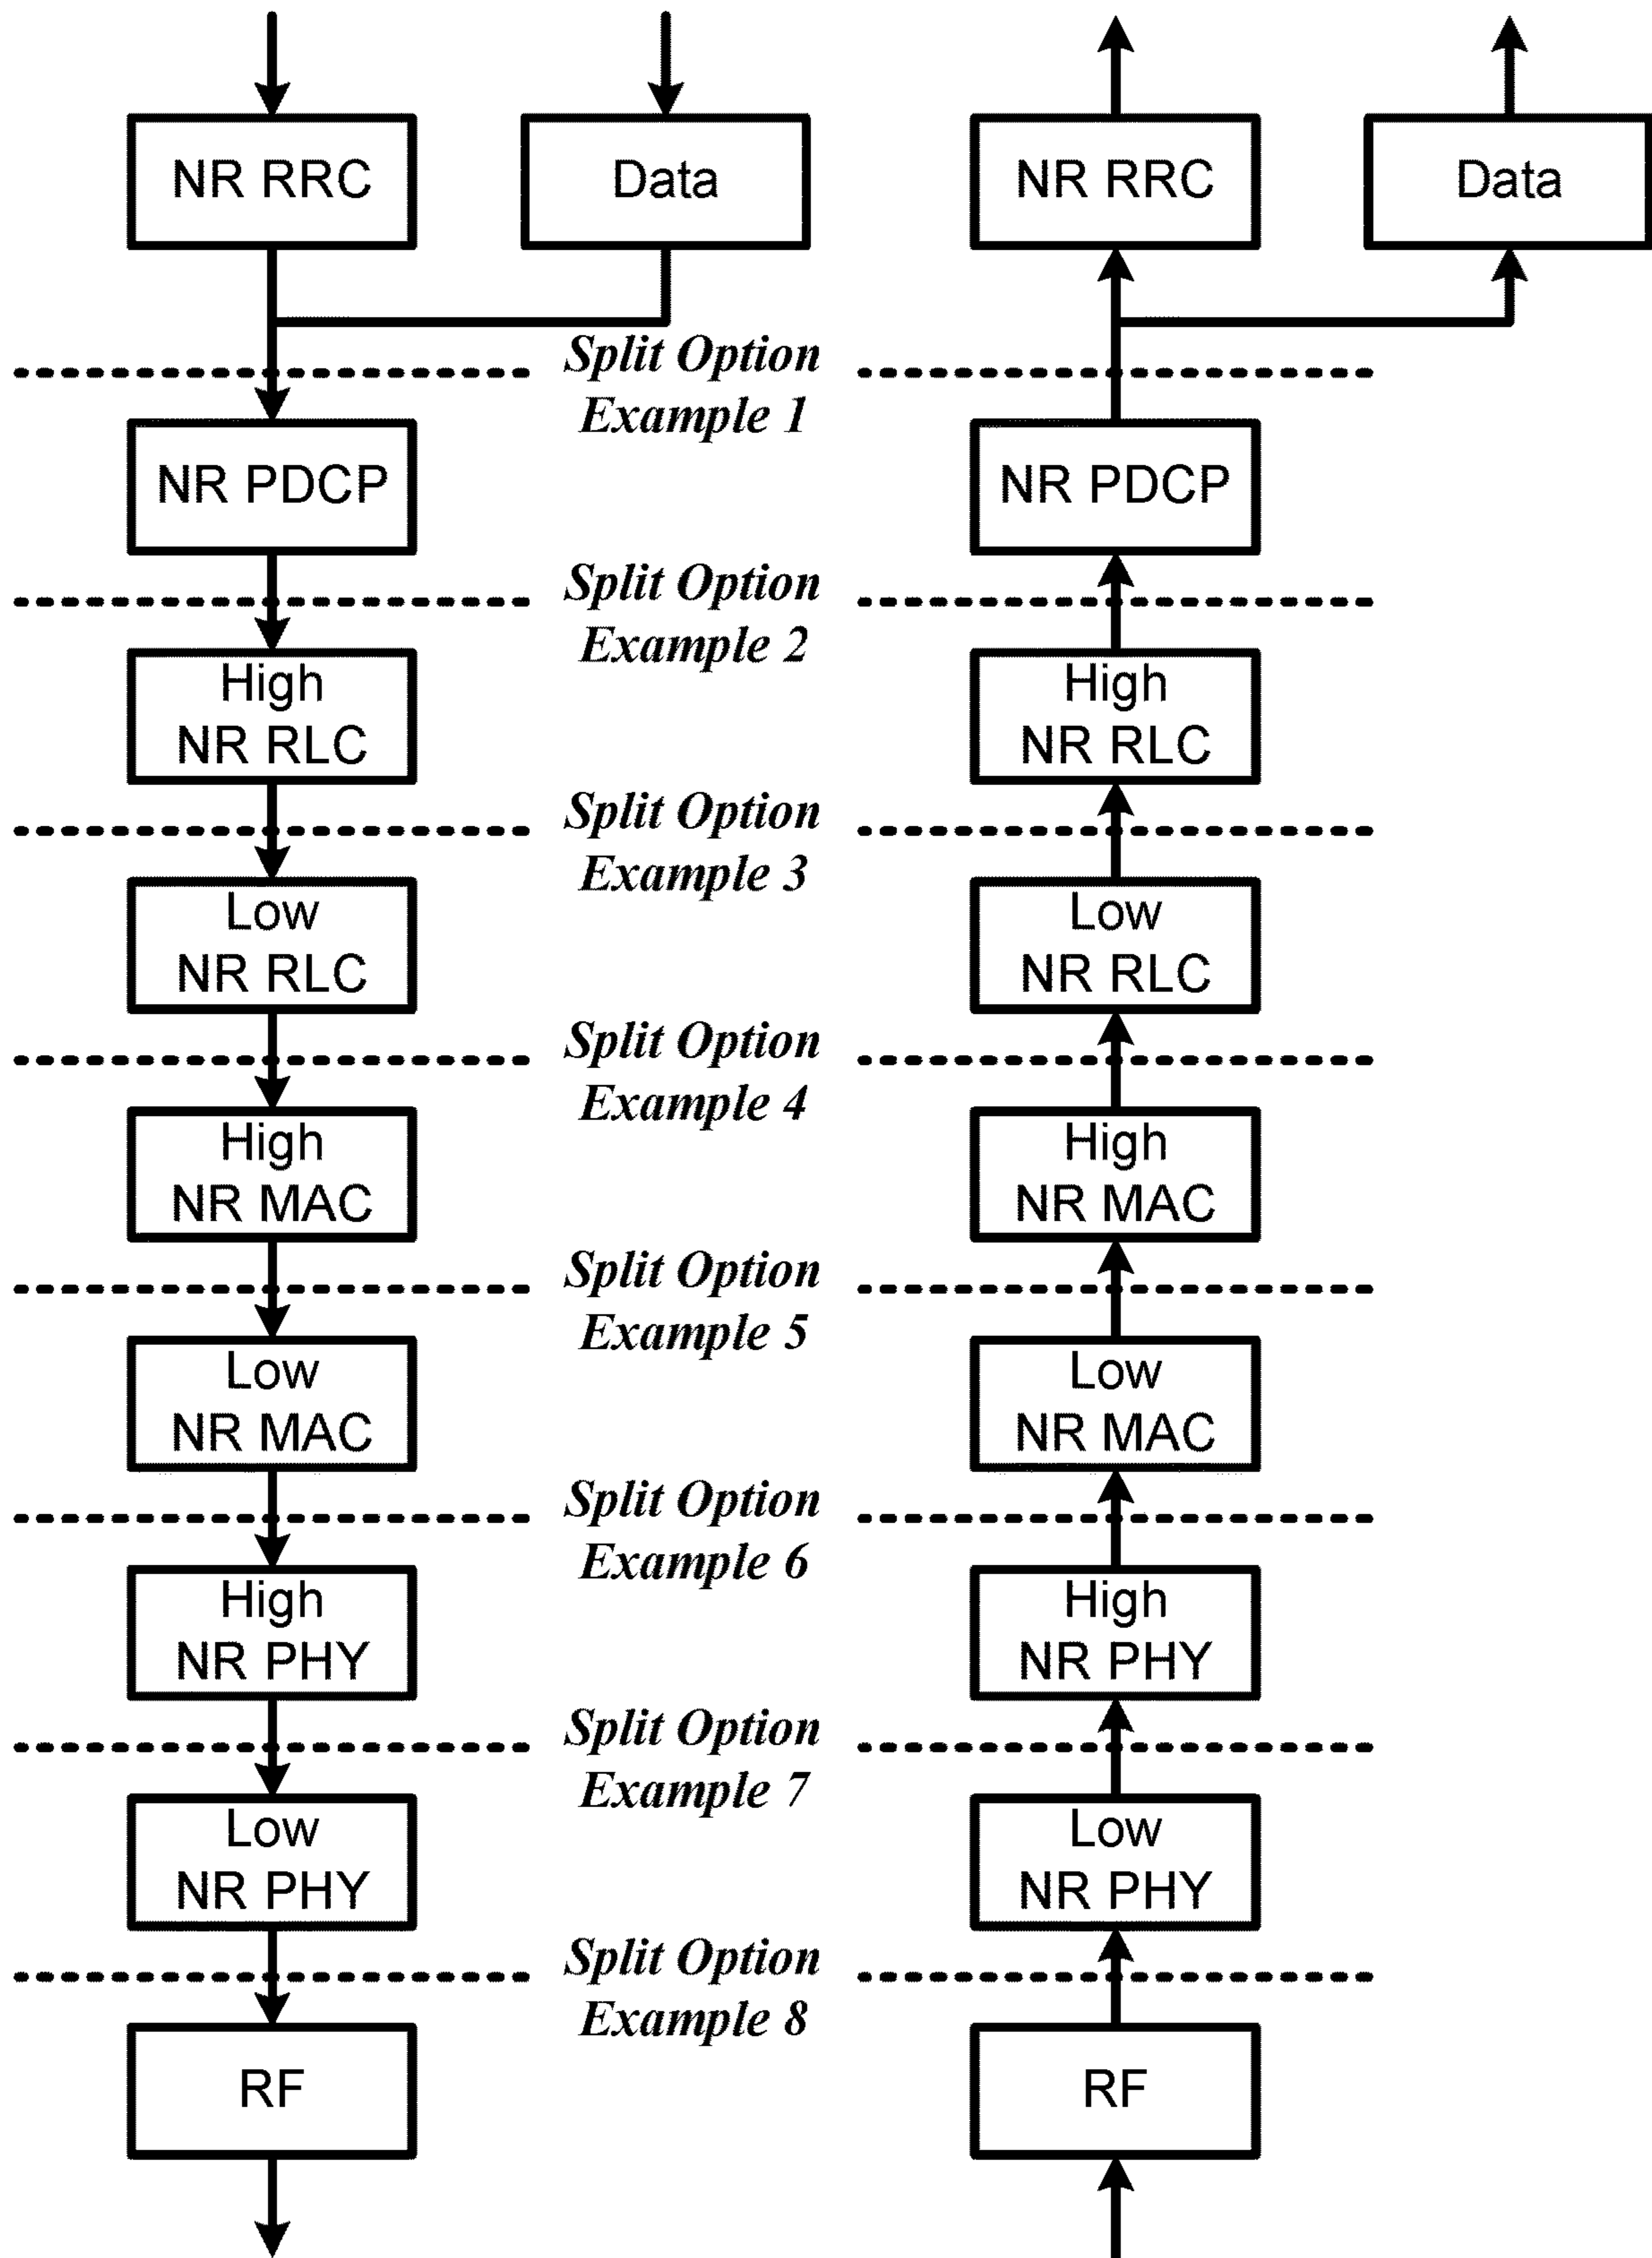 NR RRC
Data
NR RRC
Data
Split Option
Example 1
NR PDCP
NR PDCP
Split Option
Example 2
High
NR RLC
High
NR RLC
Split Option
Example 3
Low
NR RLC
Low
NR RLC
Split Option
Example 4
High
NR MAC
High
NR MAC
Split Option
Example 5
Low
NR MAC
Low
NR MAC
Split Option
Example 6
High
NR PHY
High
NR PHY
Split Option
Example 7
Low
NR PHY
Low
NR PHY
Split Option
Example 8
RF
RF